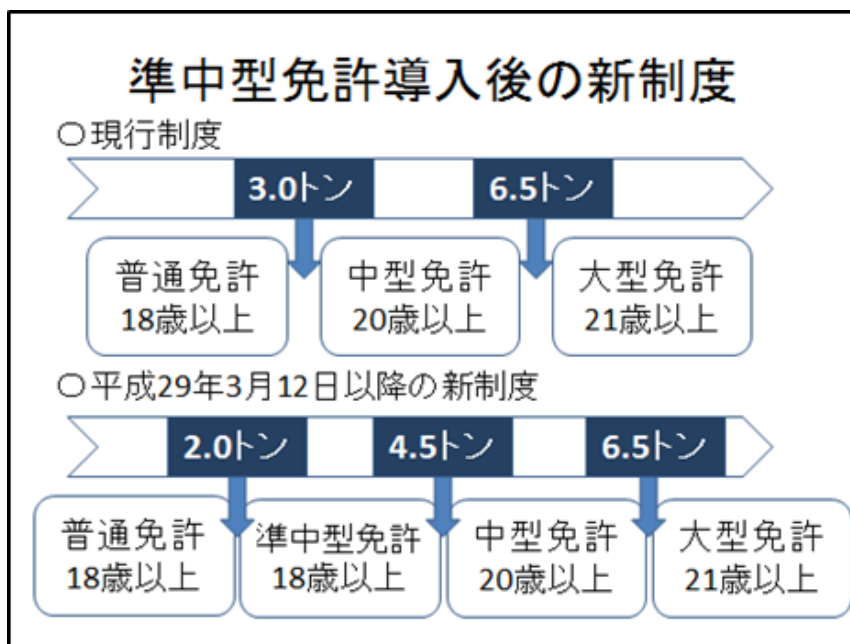 準中型免許導入後の新制度
○現行制度
3.0トン 6.5トン
普通免許 中型免許 大型免許
18歳以上 20歳以上 21歳以上
○平成29年3月12日以降の新制度
2.0トン 4.5トン 6.5トン
普通免許 準中型免許 中型免許 大型免許
18歳以上 18歳以上 20歳以上 21歳以上